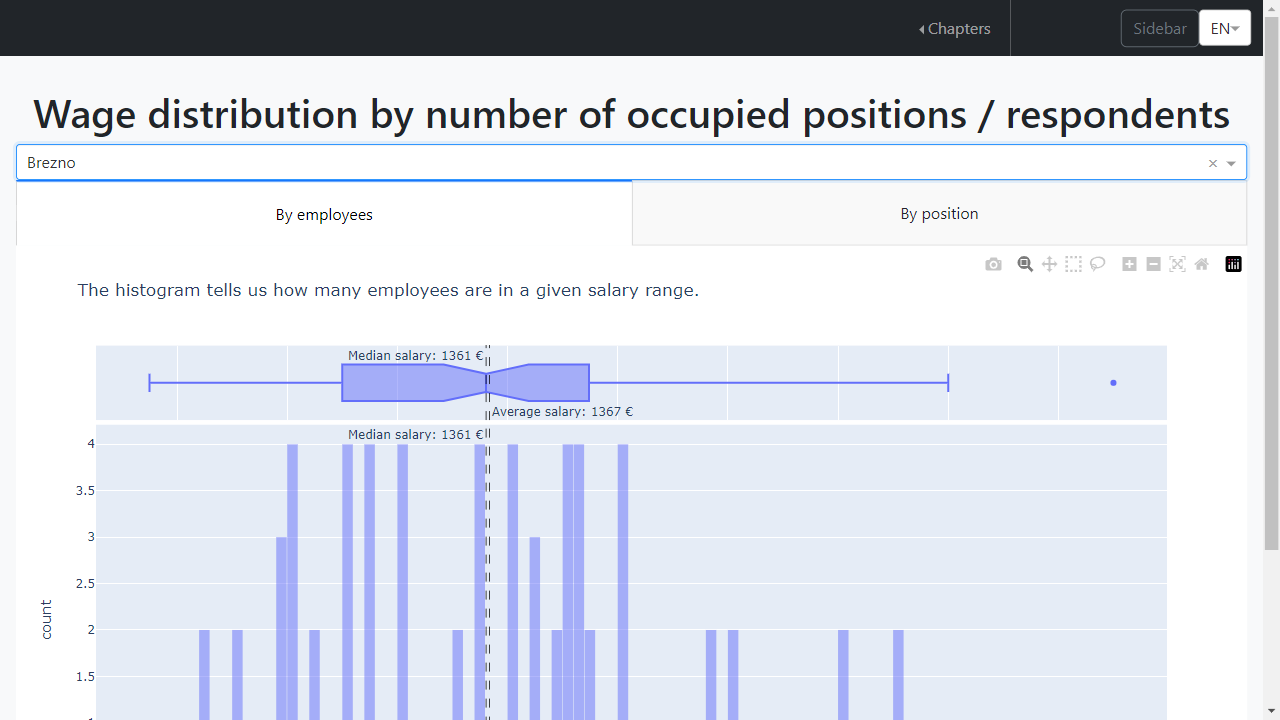 Chapters
Sidebar
EN
Wage distribution by number of occupied positions / respondents
Brezno
×
By employees
By position
The histogram tells us how many employees are in a given salary range.
Median salary: 1361 €
Average salary: 1367 €
Median salary: 1361 €
4
3.5
3
2.5
2
1.5
count